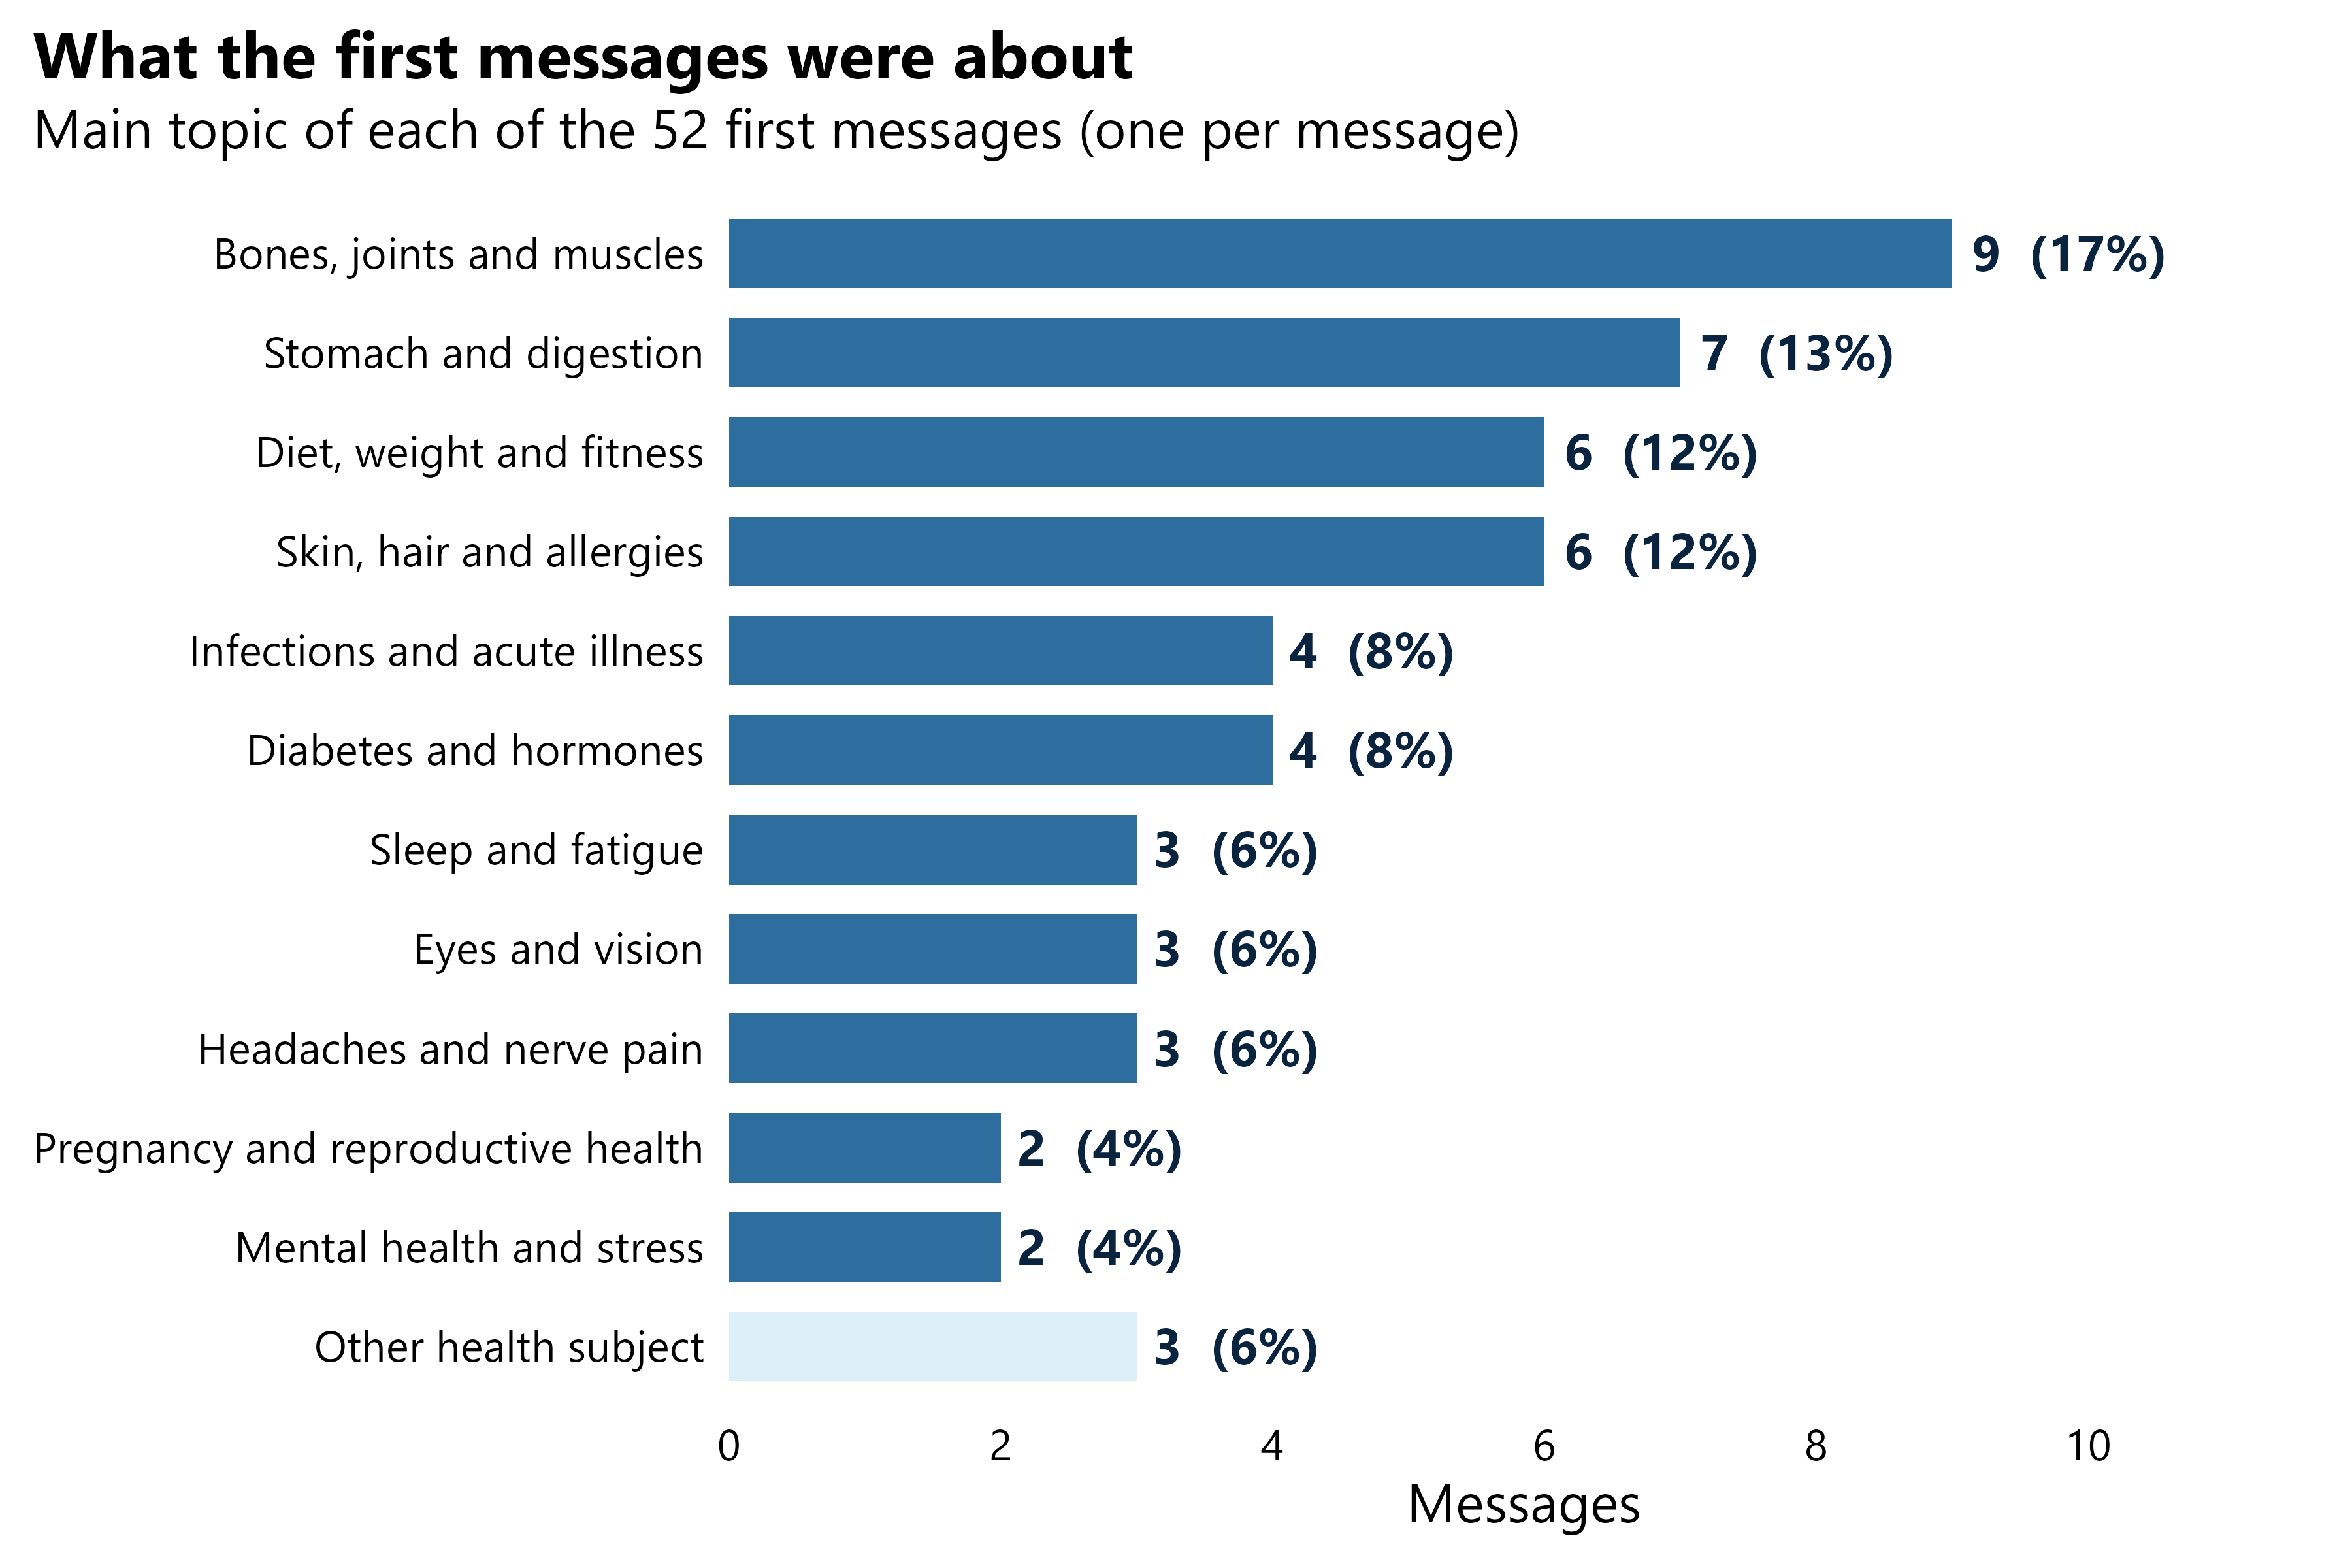 What the first messages were about
Main topic of each of the 52 first messages (one per message)
Bones, joints and muscles 9 (17%)
Stomach and digestion 7 (13%)
Diet, weight and fitness 6 (12%)
Skin, hair and allergies 6 (12%)
Infections and acute illness 4 (8%)
Diabetes and hormones 4 (8%)
Sleep and fatigue 3 (6%)
Eyes and vision 3 (6%)
Headaches and nerve pain 3 (6%)
Pregnancy and reproductive health 2 (4%)
Mental health and stress 2 (4%)
Other health subject 3 (6%)
0 2 4 6 8 10
Messages